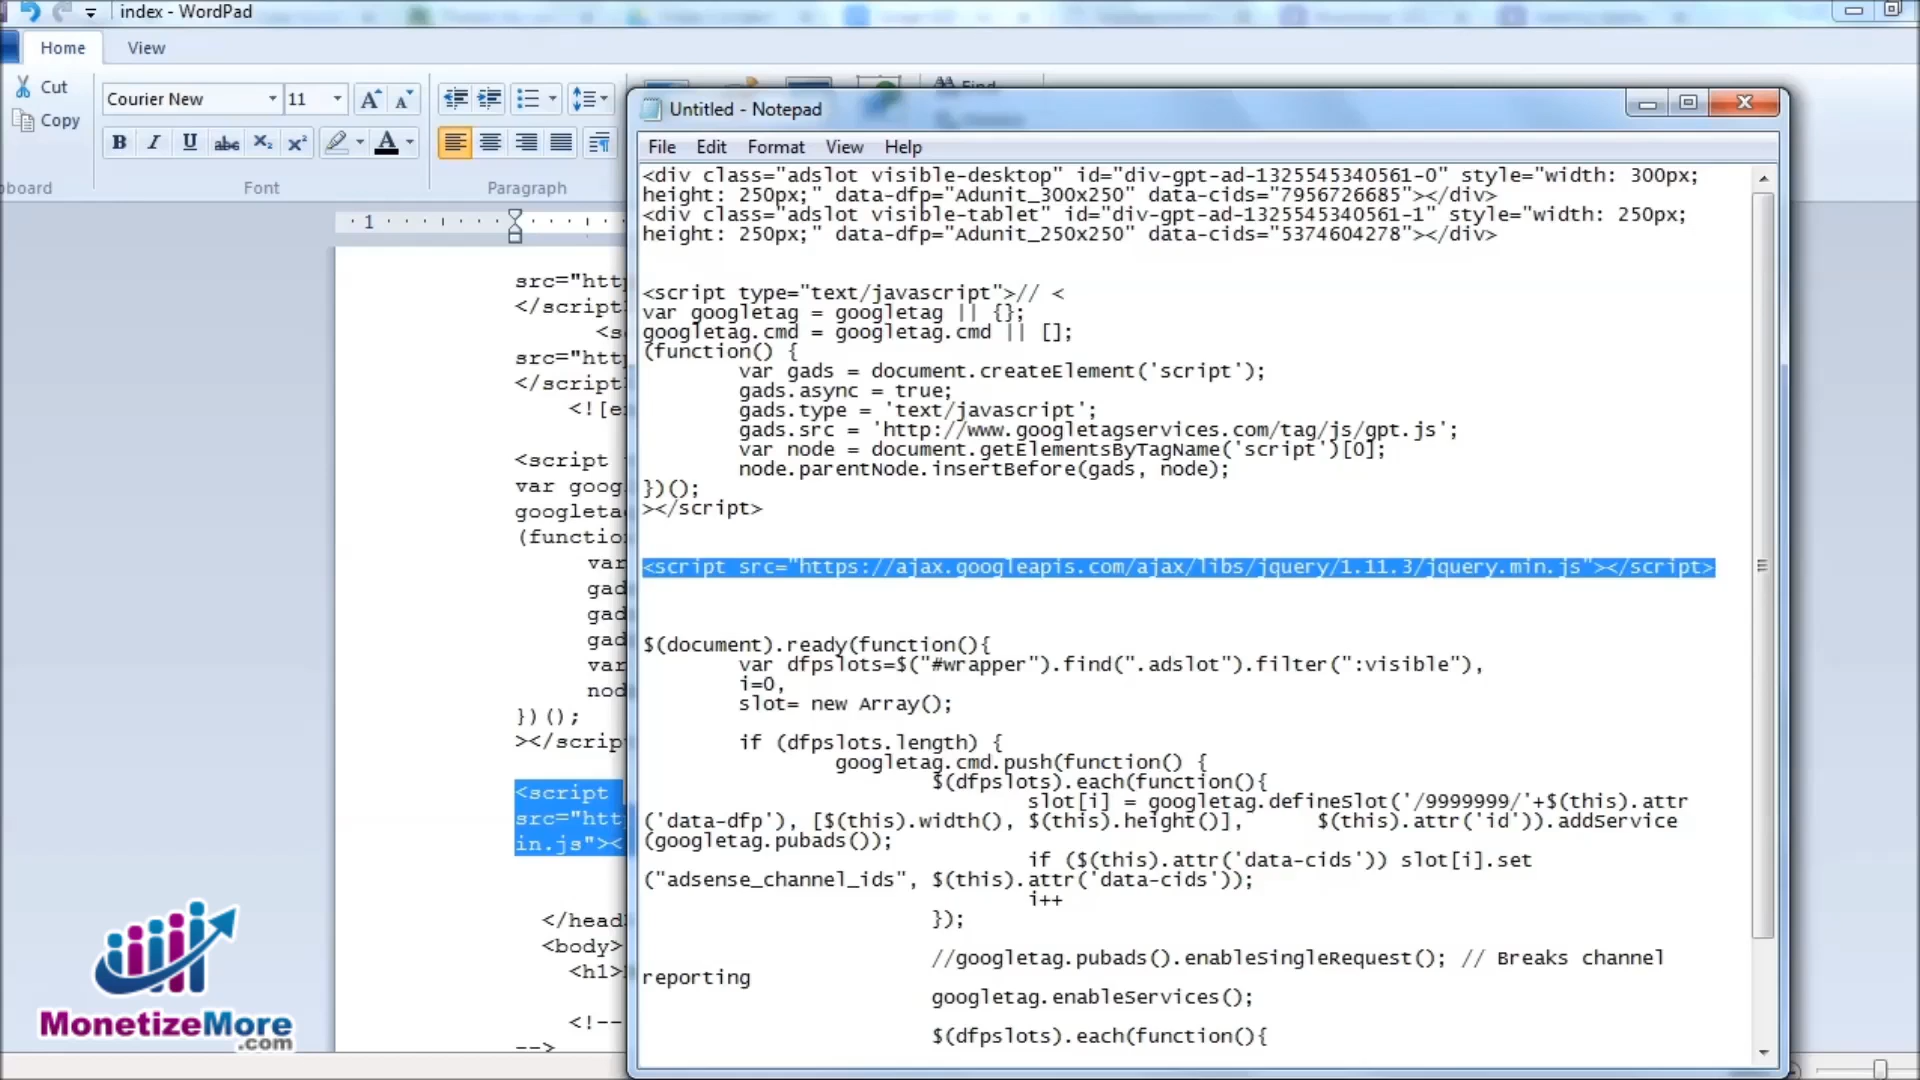 index - WordPad
Home
View
Cut
Copy
Courier New
11
Find
board
Font
Paragraph
1
src="htt
</script
<s
src="htt
</script
<![e
<script
var goog
googleta
(functio
var
gad
gad
gad
var
nod
})();
></scrip
<script
src="htt
in.js"><
</head
<body>
<h1>
<!--
-->
MonetizeMore
.com
Untitled - Notepad
File Edit Format View Help
<div class="adslot visible-desktop" id="div-gpt-ad-1325545340561-0" style="width: 300px;
height: 250px;" data-dfp="Adunit_300x250" data-cids="7956726685"></div>
<div class="adslot visible-tablet" id="div-gpt-ad-1325545340561-1" style="width: 250px;
height: 250px;" data-dfp="Adunit_250x250" data-cids="5374604278"></div>
<script type="text/javascript">// <
var googletag = googletag || {};
googletag.cmd = googletag.cmd || [];
(function() {
var gads = document.createElement('script');
gads.async = true;
gads.type = 'text/javascript';
gads.src = 'http://www.googletagservices.com/tag/js/gpt.js';
var node = document.getElementsByTagName('script')[0];
node.parentNode.insertBefore(gads, node);
})();
></script>
<script src="https://ajax.googleapis.com/ajax/libs/jquery/1.11.3/jquery.min.js"></script>
$(document).ready(function(){
var dfpslots=$("#wrapper").find(".adslot").filter(":visible"),
i=0,
slot= new Array();
if (dfpslots.length) {
googletag.cmd.push(function() {
$(dfpslots).each(function(){
slot[i] = googletag.defineSlot('/9999999/'+$(this).attr
('data-dfp'), [$(this).width(), $(this).height()], $(this).attr('id')).addService
(googletag.pubads());
if ($(this).attr('data-cids')) slot[i].set
("adsense_channel_ids", $(this).attr('data-cids'));
i++
});
//googletag.pubads().enableSingleRequest(); // Breaks channel
reporting
googletag.enableServices();
$(dfpslots).each(function(){